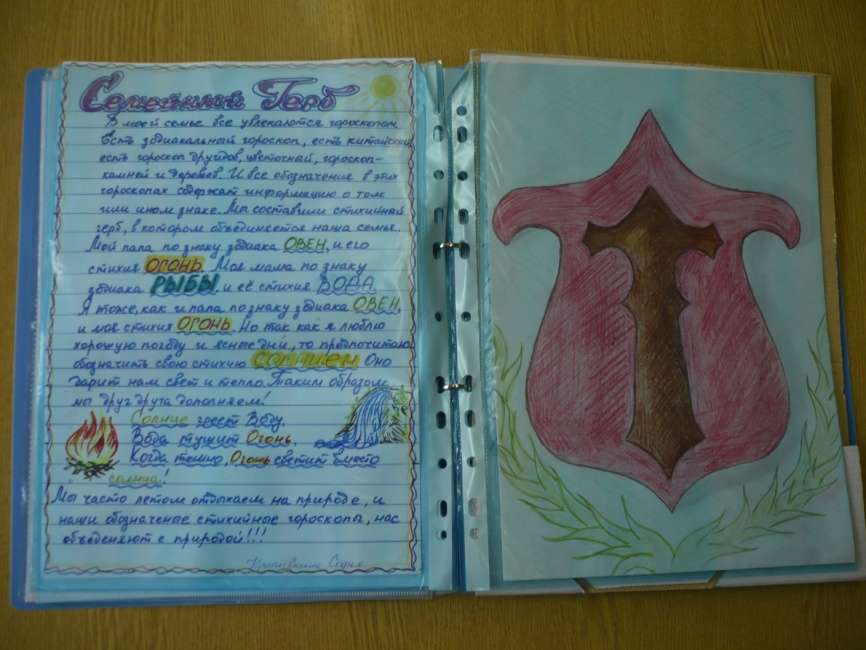 Семейный Герб
В моей семье все увлекаются гороскопом.
Есть зодиакальный гороскоп, есть китайский,
есть гороскоп друидов, цветочный, гороскоп-
камней и деревьев. И все обозначение в этих
гороскопах содержат информацию о том
или ином знаке. Мы составили стихийный
герб, в котором объединяется наша семья.
Мой папа по знаку зодиака ОВЕН, и его
стихия ОГОНЬ. Моя мама по знаку
зодиака РЫБЫ и её стихия ВОДА.
Я тоже, как и папа по знаку зодиака ОВЕН,
и моя стихия ОГОНЬ. Но так как я люблю
хорошую погоду и ясные дни, то предпочитаю
обозначить свою стихию СОЛНЦЕМ. Оно
дарит нам свет и тепло. Таким образом
мы друг друга дополняем!
Солнце греет Воду,
Вода тушит Огонь,
Когда темно, Огонь светит вместо
солнца!
Мы часто летом отдыхаем на природе, и
наши обозначеные стихийные гороскопы, нас
объединяют с природой!!!